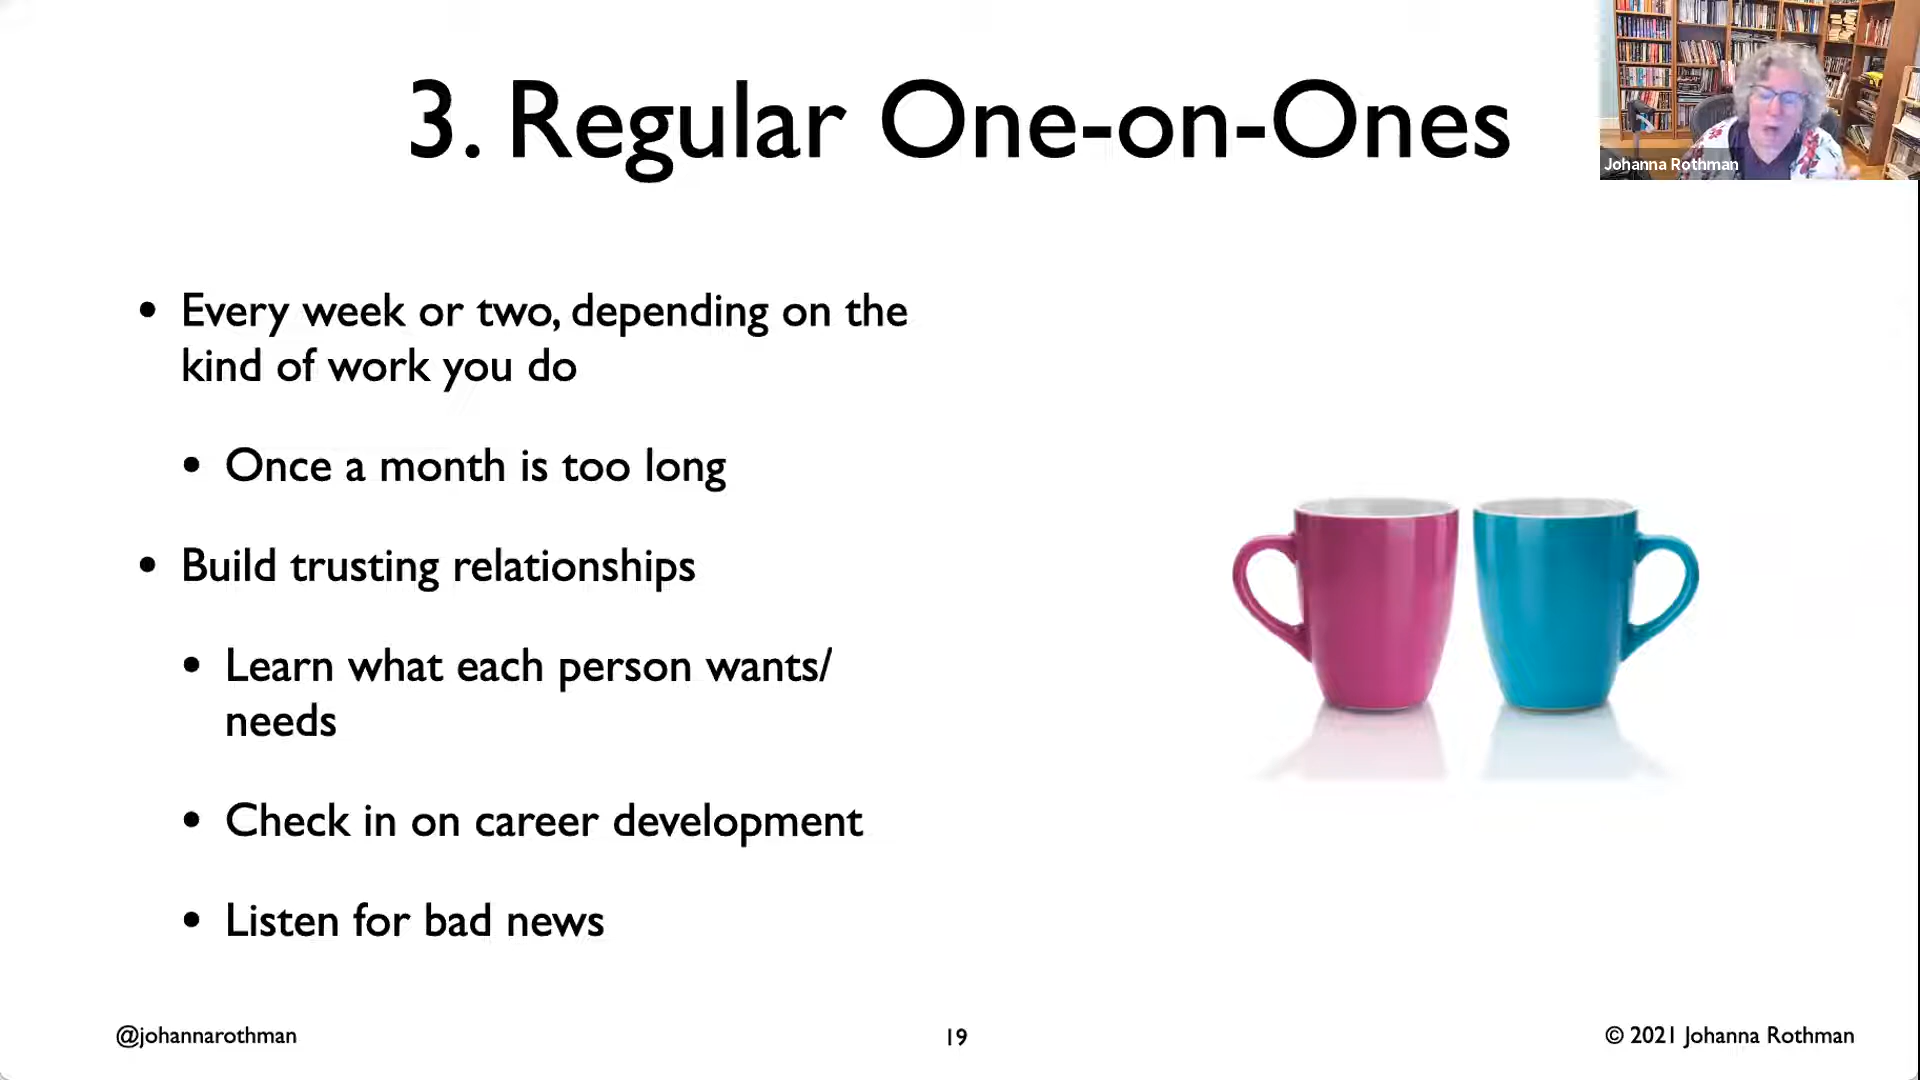 3. Regular One-on-Ones
Johanna Rothman
• Every week or two, depending on the
kind of work you do
• Once a month is too long
• Build trusting relationships
• Learn what each person wants/
needs
• Check in on career development
• Listen for bad news
@johannarothman
19
© 2021 Johanna Rothman